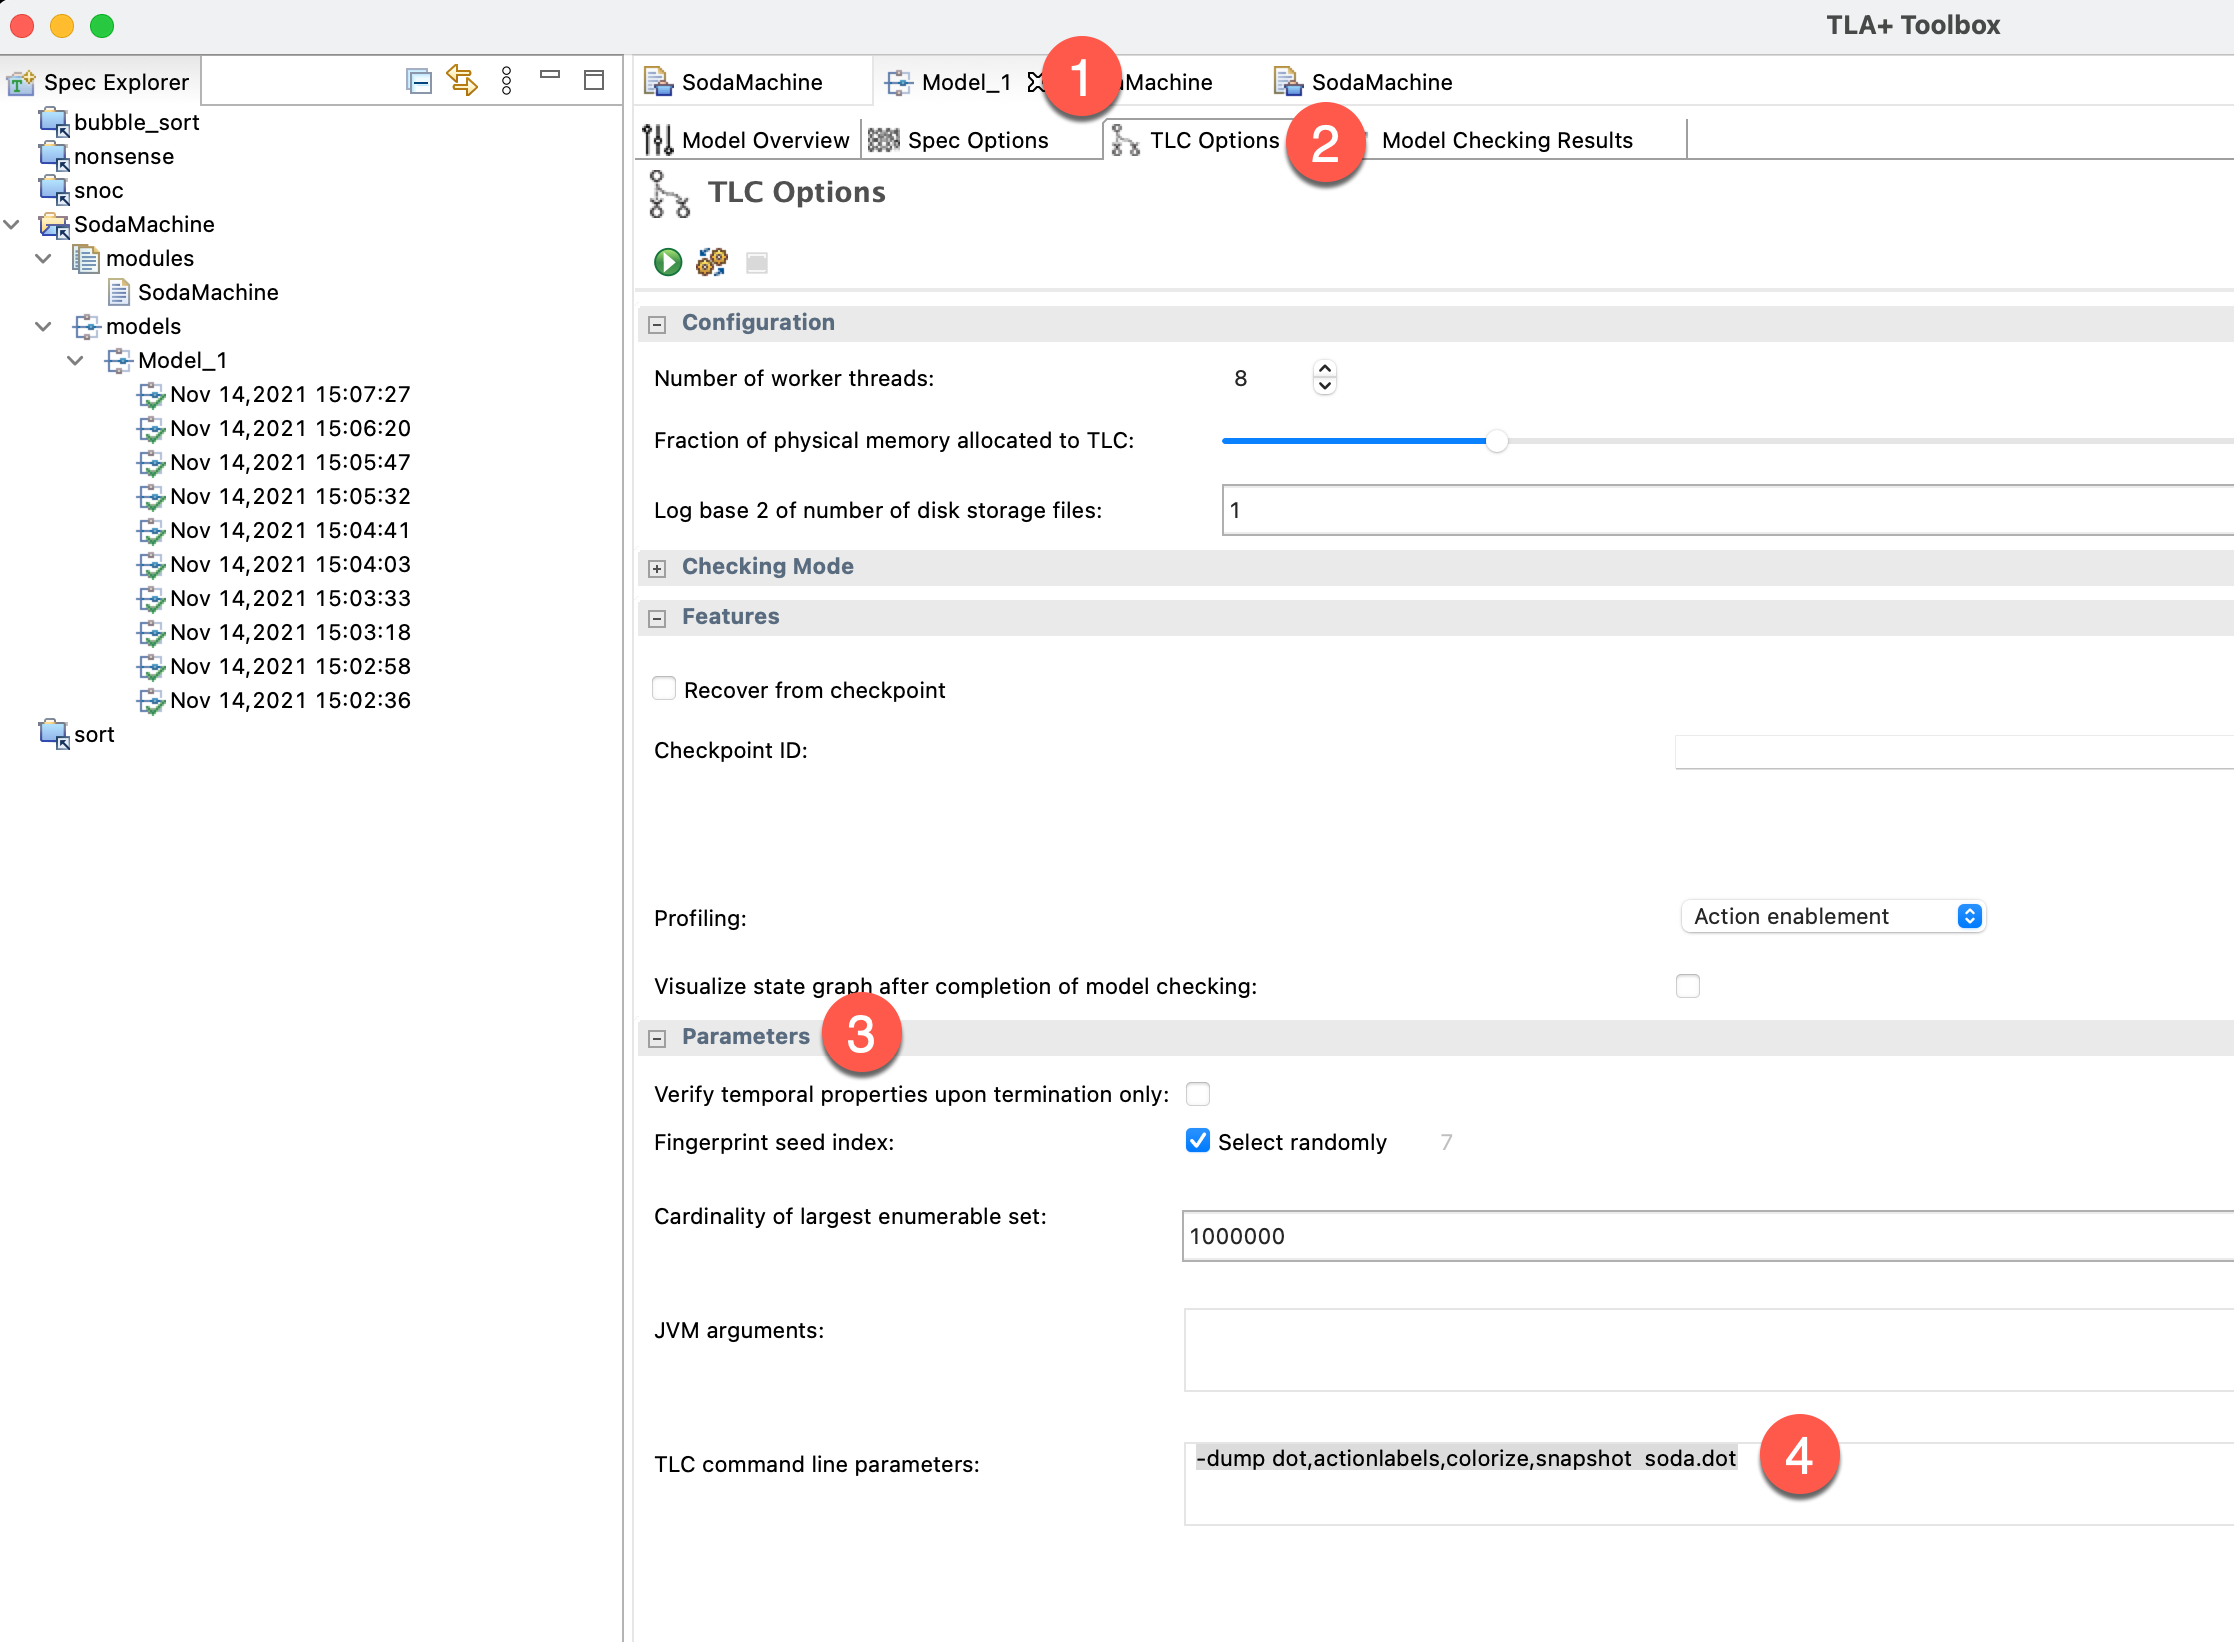 TLA+ Toolbox
Spec Explorer
bubble_sort
nonsense
snoc
SodaMachine
modules
SodaMachine
models
Model_1
Nov 14,2021 15:07:27
Nov 14,2021 15:06:20
Nov 14,2021 15:05:47
Nov 14,2021 15:05:32
Nov 14,2021 15:04:41
Nov 14,2021 15:04:03
Nov 14,2021 15:03:33
Nov 14,2021 15:03:18
Nov 14,2021 15:02:58
Nov 14,2021 15:02:36
sort
SodaMachine Model_1 1 Machine SodaMachine
Model Overview Spec Options TLC Options 2 Model Checking Results
TLC Options
Configuration
Number of worker threads: 8
Fraction of physical memory allocated to TLC:
Log base 2 of number of disk storage files: 1
Checking Mode
Features
Recover from checkpoint
Checkpoint ID:
Profiling: Action enablement
Visualize state graph after completion of model checking:
Parameters 3
Verify temporal properties upon termination only:
Fingerprint seed index: Select randomly 7
Cardinality of largest enumerable set: 1000000
JVM arguments:
TLC command line parameters: -dump dot,actionlabels,colorize,snapshot soda.dot 4